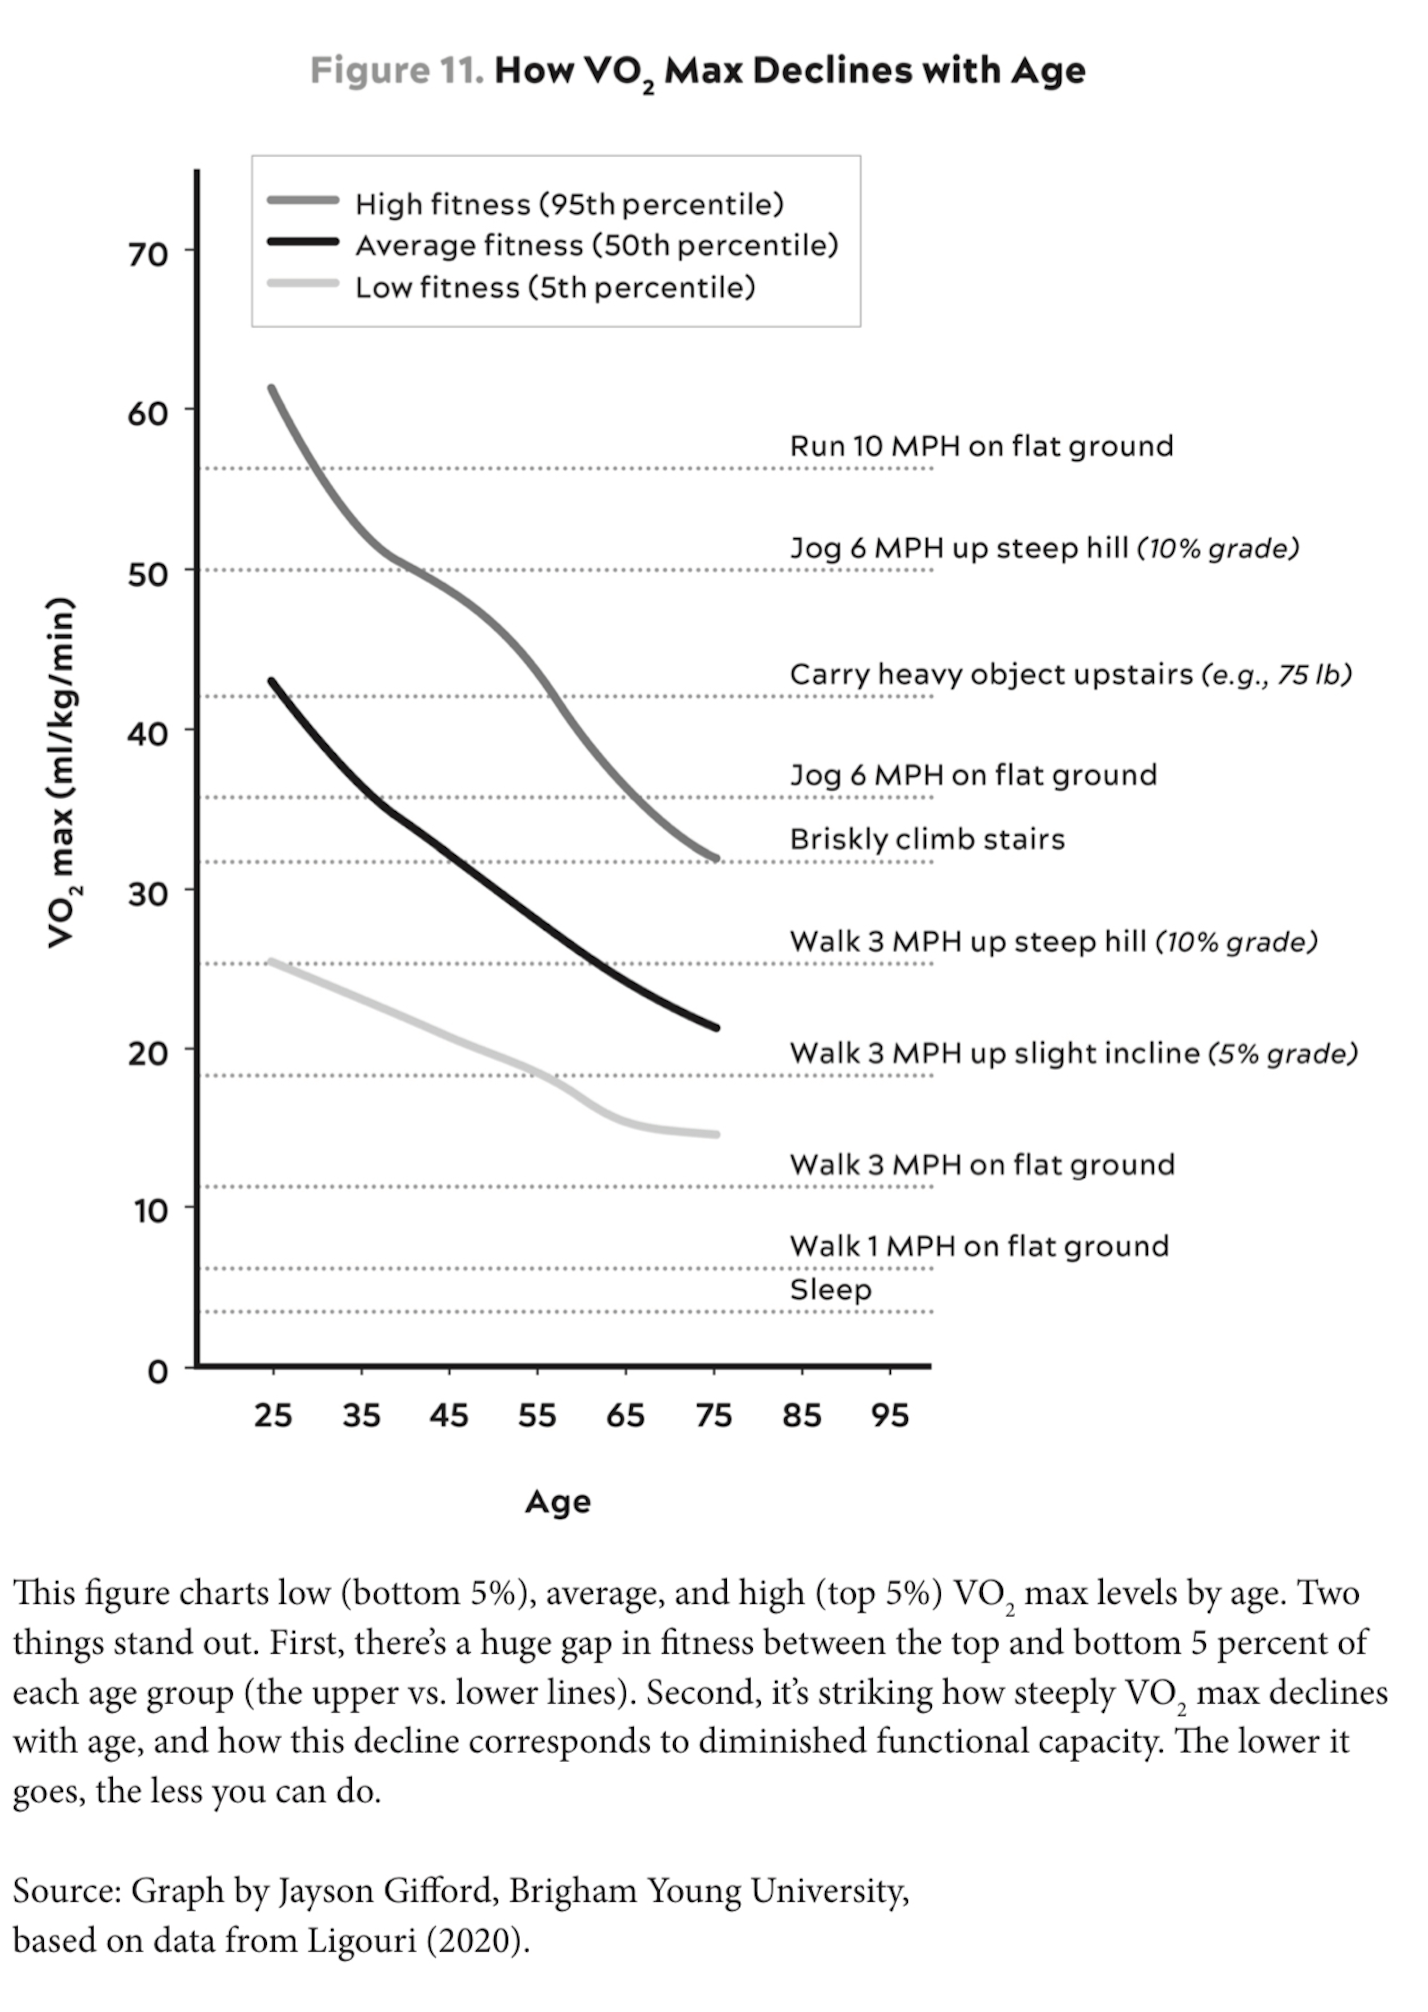 Figure 11. How VO₂ Max Declines with Age
High fitness (95th percentile)
Average fitness (50th percentile)
Low fitness (5th percentile)
VO₂ max (ml/kg/min)
70
60
50
40
30
20
10
0
Run 10 MPH on flat ground
Jog 6 MPH up steep hill (10% grade)
Carry heavy object upstairs (e.g., 75 lb)
Jog 6 MPH on flat ground
Briskly climb stairs
Walk 3 MPH up steep hill (10% grade)
Walk 3 MPH up slight incline (5% grade)
Walk 3 MPH on flat ground
Walk 1 MPH on flat ground
Sleep
25 35 45 55 65 75 85 95
Age
This figure charts low (bottom 5%), average, and high (top 5%) VO₂ max levels by age. Two
things stand out. First, there’s a huge gap in fitness between the top and bottom 5 percent of
each age group (the upper vs. lower lines). Second, it’s striking how steeply VO₂ max declines
with age, and how this decline corresponds to diminished functional capacity. The lower it
goes, the less you can do.
Source: Graph by Jayson Gifford, Brigham Young University,
based on data from Ligouri (2020).